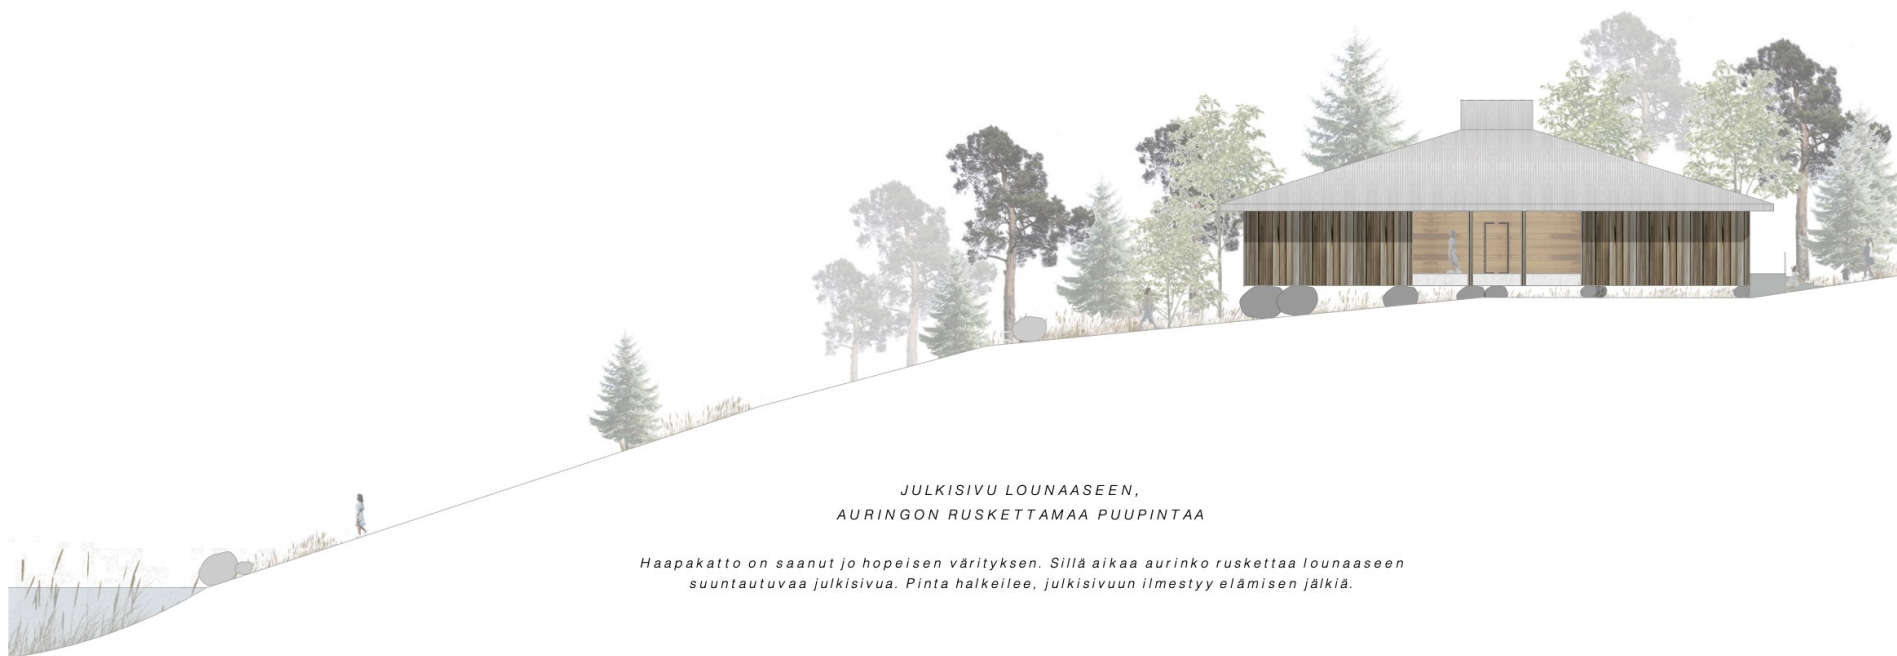 JULKISIVU LOUNAASEEN,
AURINGON RUSKETTAMAA PUUPINTAA
Haapakatto on saanut jo hopeisen värityksen. Sillä aikaa aurinko ruskettaa lounaaseen
suuntautuvaa julkisivua. Pinta halkeilee, julkisivuun ilmestyy elämisen jälkiä.